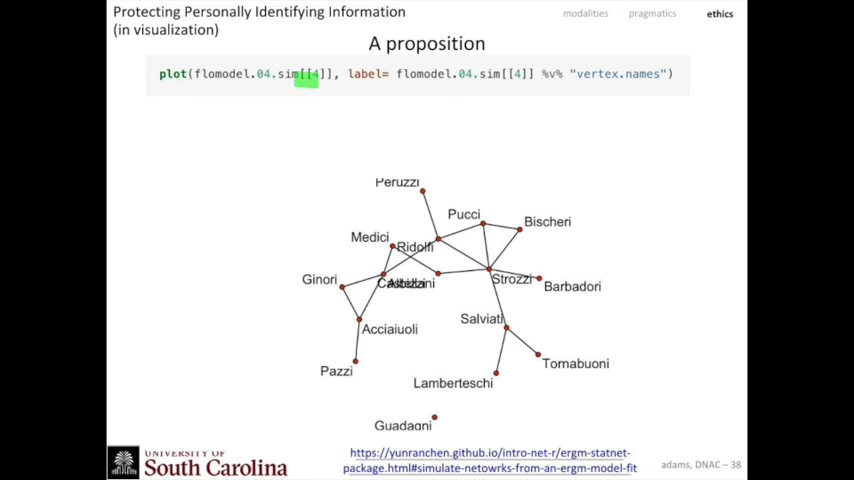 Protecting Personally Identifying Information
(in visualization)
modalities pragmatics ethics
A proposition
plot(flomodel.04.sim[[4]], label= flomodel.04.sim[[4]] %v% "vertex.names")
Peruzzi
Pucci
Bischeri
Medici
Ridolfi
Ginori
Strozzi
Barbadori
Salviati
Acciaiuoli
Pazzi
Tornabuoni
Lamberteschi
Guadagni
UNIVERSITY OF
South Carolina
https://yunranchen.github.io/intro-net-r/ergm-statnet-
package.html#simulate-netowrks-from-an-ergm-model-fit
adams, DNAC – 38